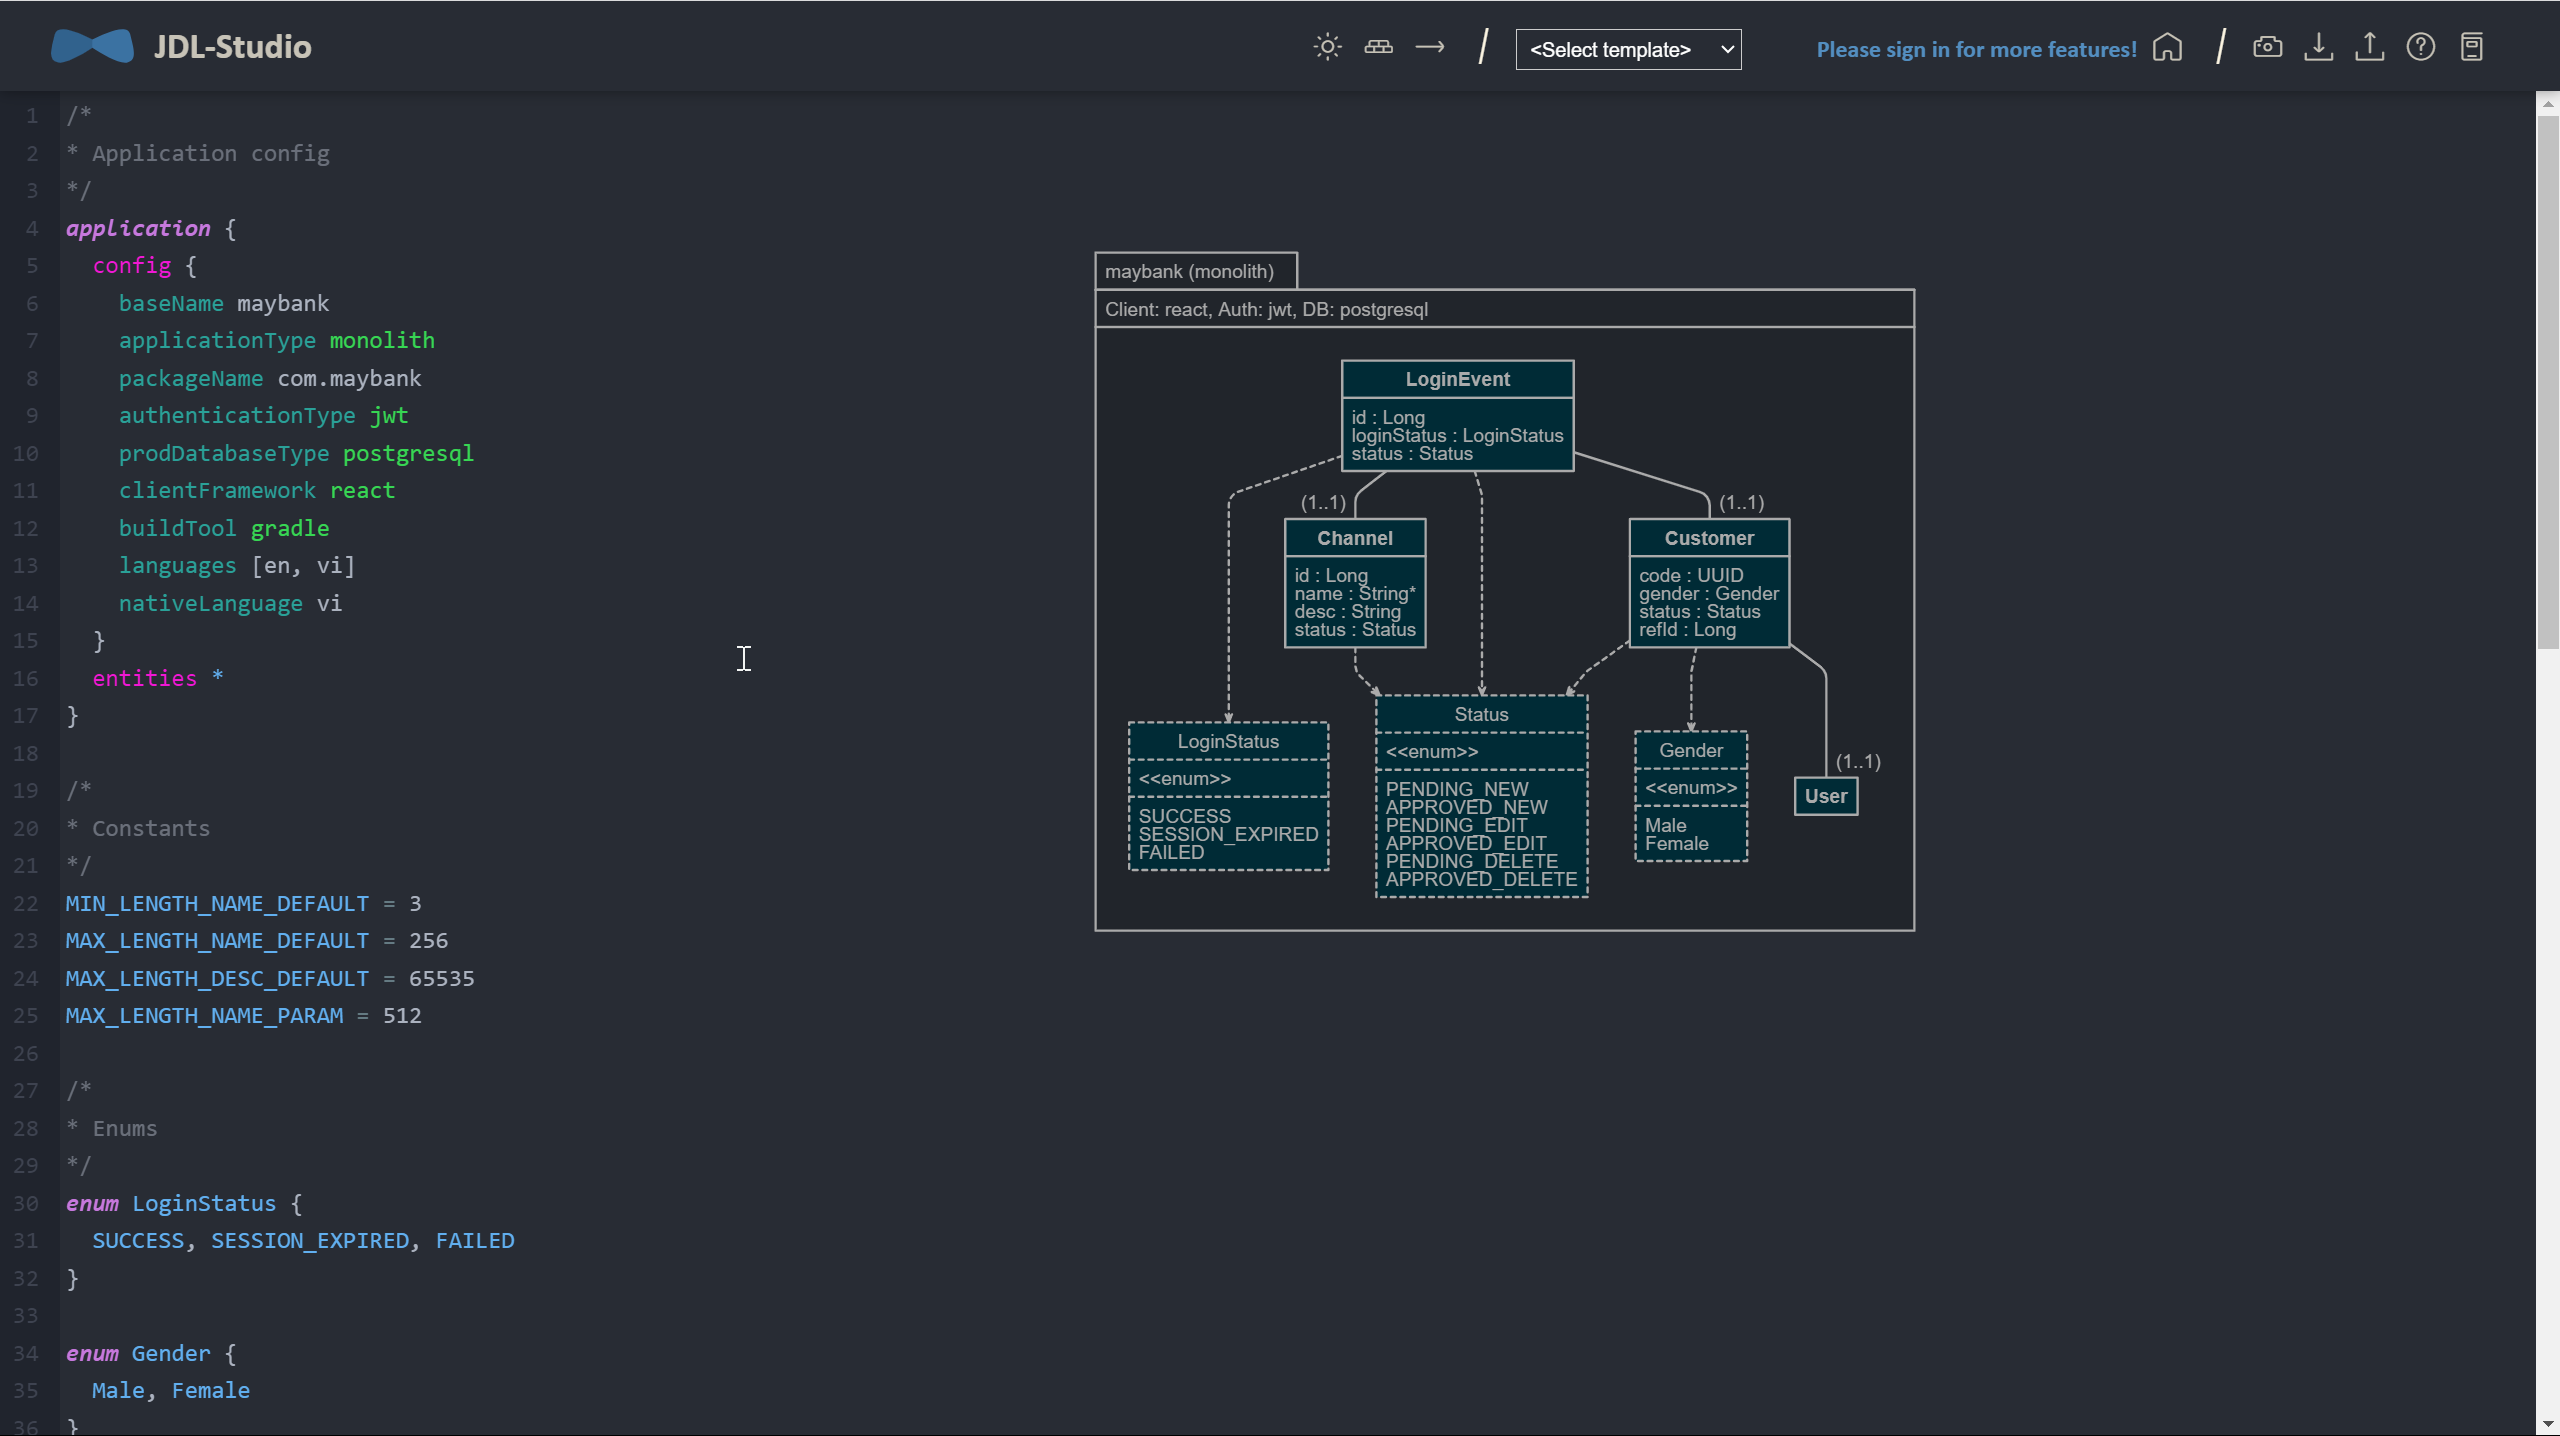 JDL-Studio
<Select template>
Please sign in for more features!
1 /*
2 * Application config
3 */
4 application {
5 config {
6 baseName maybank
7 applicationType monolith
8 packageName com.maybank
9 authenticationType jwt
10 prodDatabaseType postgresql
11 clientFramework react
12 buildTool gradle
13 languages [en, vi]
14 nativeLanguage vi
15 }
16 entities *
17 }
18
19 /*
20 * Constants
21 */
22 MIN_LENGTH_NAME_DEFAULT = 3
23 MAX_LENGTH_NAME_DEFAULT = 256
24 MAX_LENGTH_DESC_DEFAULT = 65535
25 MAX_LENGTH_NAME_PARAM = 512
26
27 /*
28 * Enums
29 */
30 enum LoginStatus {
31 SUCCESS, SESSION_EXPIRED, FAILED
32 }
33
34 enum Gender {
35 Male, Female
36 }
maybank (monolith)
Client: react, Auth: jwt, DB: postgresql
LoginEvent
id : Long
loginStatus : LoginStatus
status : Status
(1..1)
(1..1)
Channel
id : Long
name : String*
desc : String
status : Status
Customer
code : UUID
gender : Gender
status : Status
refId : Long
LoginStatus
<<enum>>
SUCCESS
SESSION_EXPIRED
FAILED
Status
<<enum>>
PENDING_NEW
APPROVED_NEW
PENDING_EDIT
APPROVED_EDIT
PENDING_DELETE
APPROVED_DELETE
Gender
<<enum>>
Male
Female
(1..1)
User